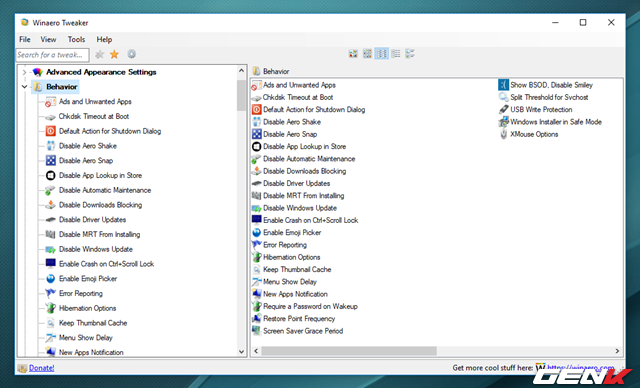 Winaero Tweaker
File View Tools Help
Search for a tweak...
Advanced Appearance Settings
Behavior
Ads and Unwanted Apps
Chkdsk Timeout at Boot
Default Action for Shutdown Dialog
Disable Aero Shake
Disable Aero Snap
Disable App Lookup in Store
Disable Automatic Maintenance
Disable Downloads Blocking
Disable Driver Updates
Disable MRT From Installing
Disable Windows Update
Enable Crash on Ctrl+Scroll Lock
Enable Emoji Picker
Error Reporting
Hibernation Options
Keep Thumbnail Cache
Menu Show Delay
New Apps Notification
Behavior
Ads and Unwanted Apps
Chkdsk Timeout at Boot
Default Action for Shutdown Dialog
Disable Aero Shake
Disable Aero Snap
Disable App Lookup in Store
Disable Automatic Maintenance
Disable Downloads Blocking
Disable Driver Updates
Disable MRT From Installing
Disable Windows Update
Enable Crash on Ctrl+Scroll Lock
Enable Emoji Picker
Error Reporting
Hibernation Options
Keep Thumbnail Cache
Menu Show Delay
New Apps Notification
Require a Password on Wakeup
Restore Point Frequency
Screen Saver Grace Period
Show BSOD, Disable Smiley
Split Threshold for Svchost
USB Write Protection
Windows Installer in Safe Mode
XMouse Options
Donate!
Get more cool stuff here: W https://winaero.com
GENK